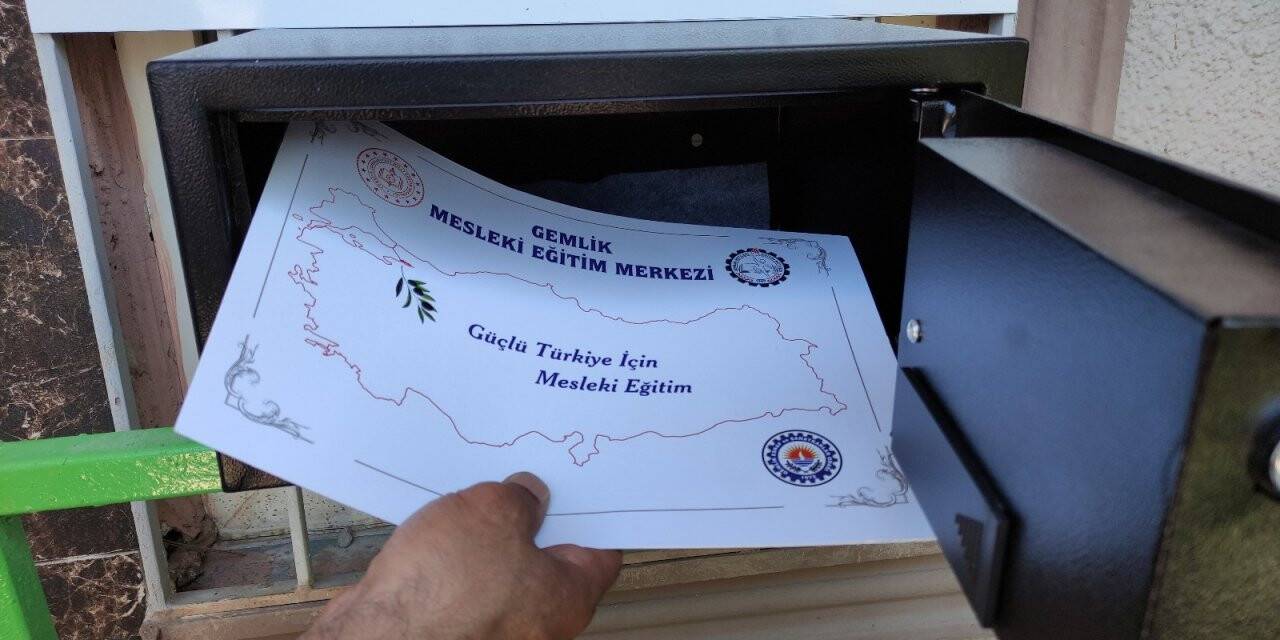 GEMLİK
MESLEKİ EĞİTİM MERKEZİ
Güçlü Türkiye İçin
Mesleki Eğitim